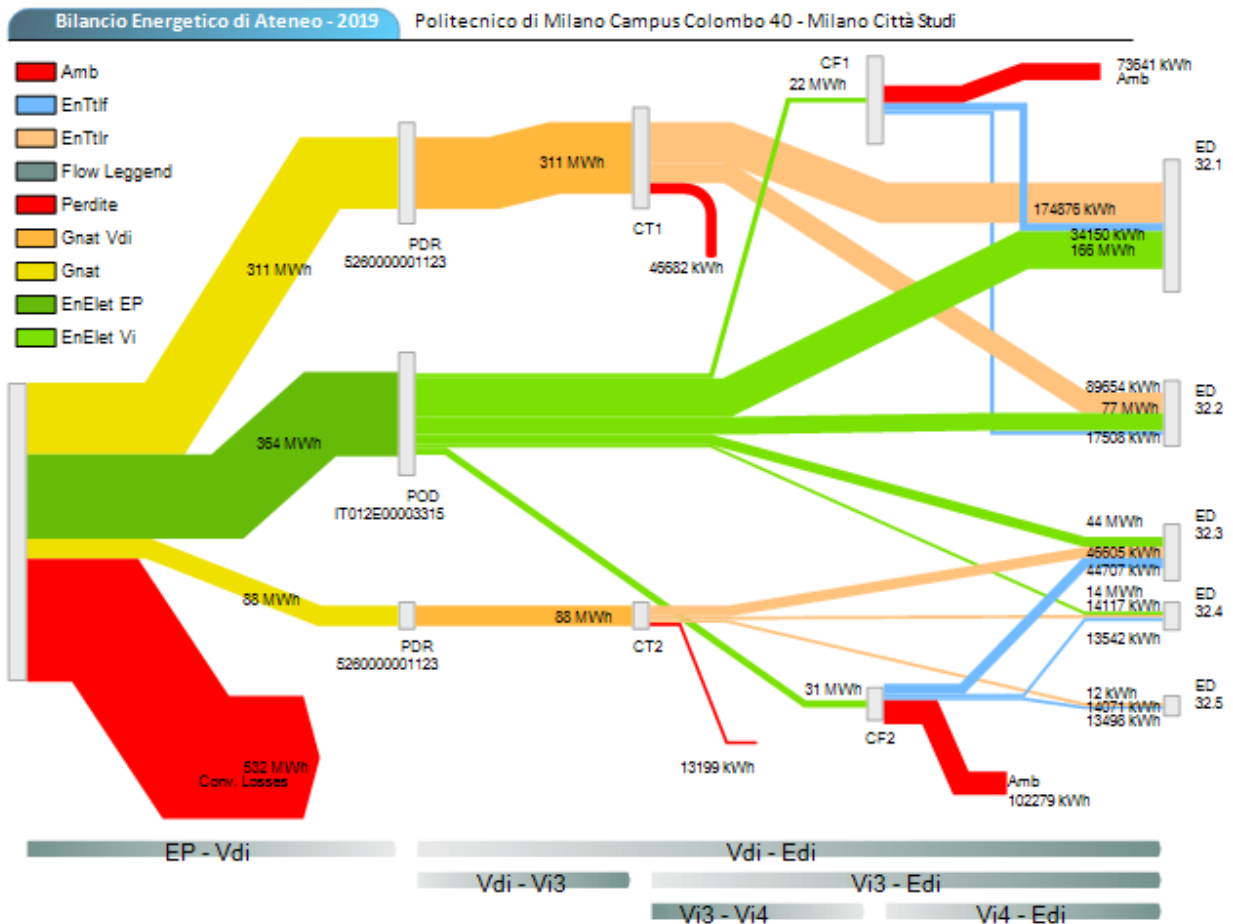 Bilancio Energetico di Ateneo - 2019 Politecnico di Milano Campus Colombo 40 - Milano Città Studi
Amb
EnTtlf
EnTtlr
Flow Leggend
Perdite
Gnat Vdi
Gnat
EnElet EP
EnElet Vi
311 MWh
364 MWh
88 MWh
532 MWh
Conv. Losses
PDR
5260000001123
POD
IT012E00003315
PDR
5260000001123
311 MWh
CT1
46682 kWh
88 MWh
CT2
13199 kWh
CF1
22 MWh
73641 kWh
Amb
31 MWh
CF2
Amb
102279 kWh
ED
32.1
174876 kWh
34150 kWh
166 MWh
ED
32.2
89654 kWh
77 MWh
17508 kWh
ED
32.3
44 MWh
46605 kWh
44707 kWh
ED
32.4
14 MWh
14117 kWh
13542 kWh
ED
32.5
12 kWh
14071 kWh
13498 kWh
EP - Vdi
Vdi - Edi
Vdi - Vi3
Vi3 - Edi
Vi3 - Vi4
Vi4 - Edi